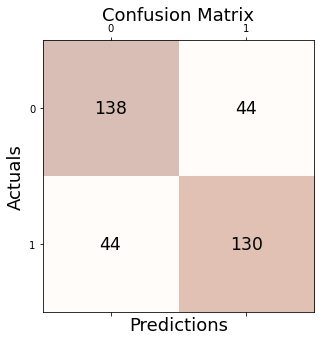 Confusion Matrix
0 1
0 138 44
Actuals
1 44 130
Predictions